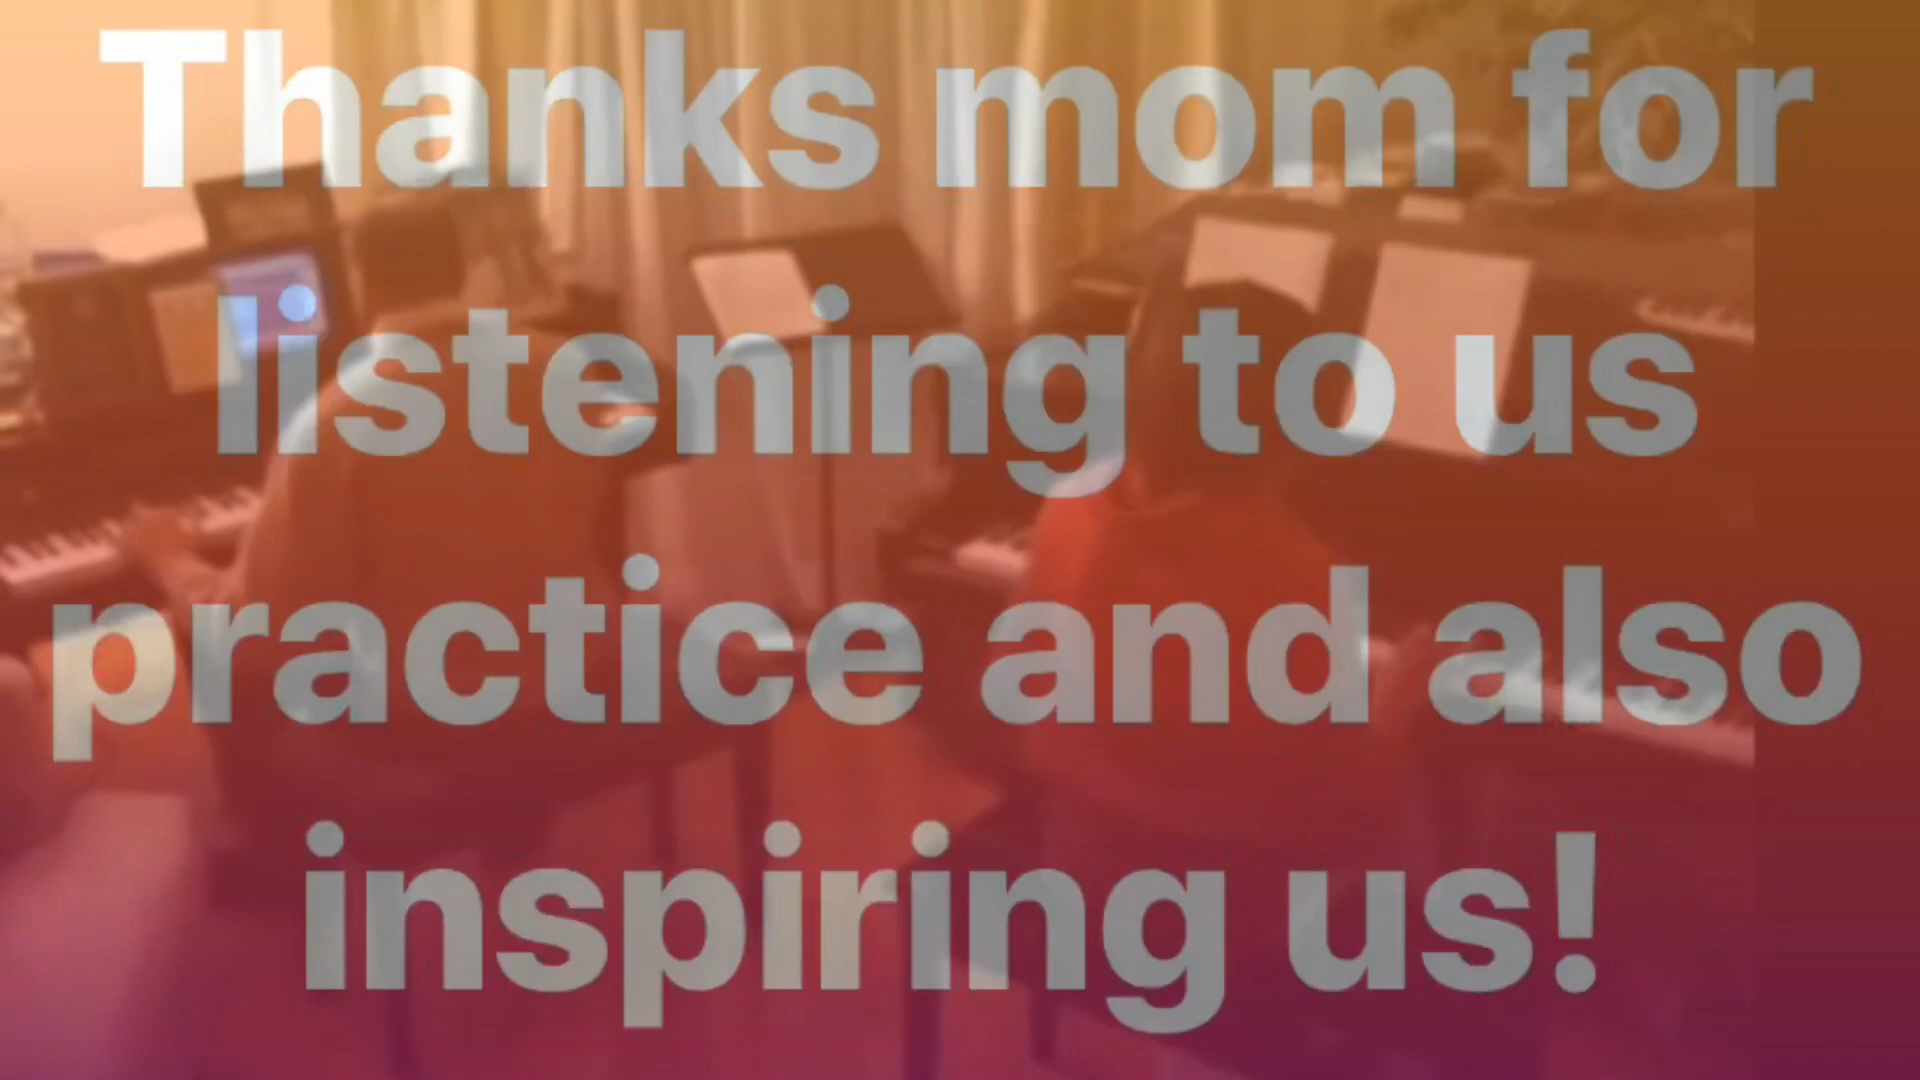 Thanks mom for
listening to us
practice and also
inspiring us!